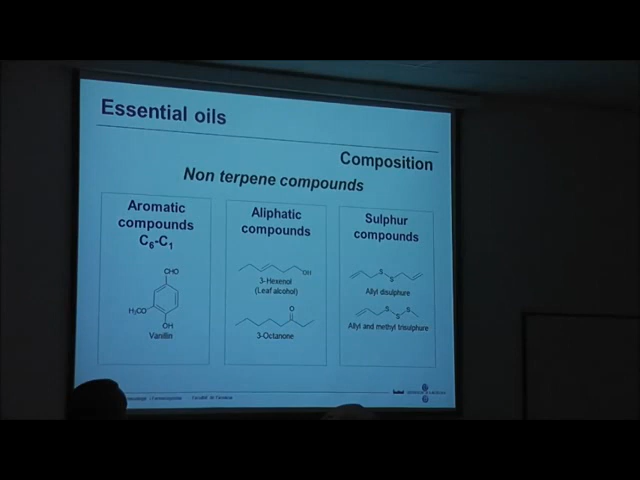 Essential oils
Composition
Non terpene compounds
Aromatic
compounds
C6-C1
CHO
H3CO
OH
Vanillin
Aliphatic
compounds
OH
3-Hexenol
(Leaf alcohol)
O
3-Octanone
Sulphur
compounds
S
S
Allyl disulphure
S
S
S
Allyl and methyl trisulphure